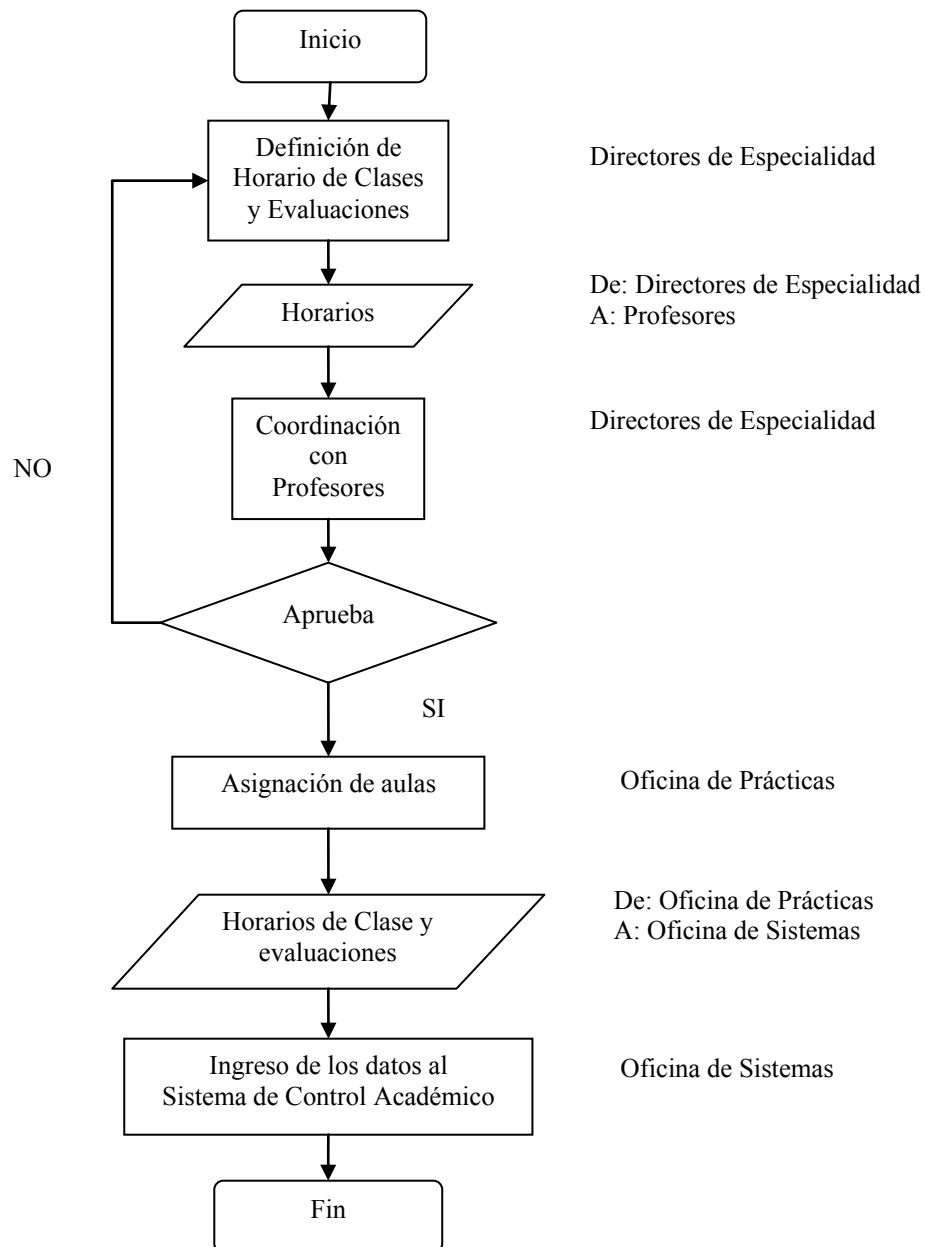 Inicio
Definición de
Horario de Clases
y Evaluaciones
Directores de Especialidad
Horarios
De: Directores de Especialidad
A: Profesores
Coordinación
con
Profesores
Directores de Especialidad
NO
Aprueba
SI
Asignación de aulas
Oficina de Prácticas
Horarios de Clase y
evaluaciones
De: Oficina de Prácticas
A: Oficina de Sistemas
Ingreso de los datos al
Sistema de Control Académico
Oficina de Sistemas
Fin